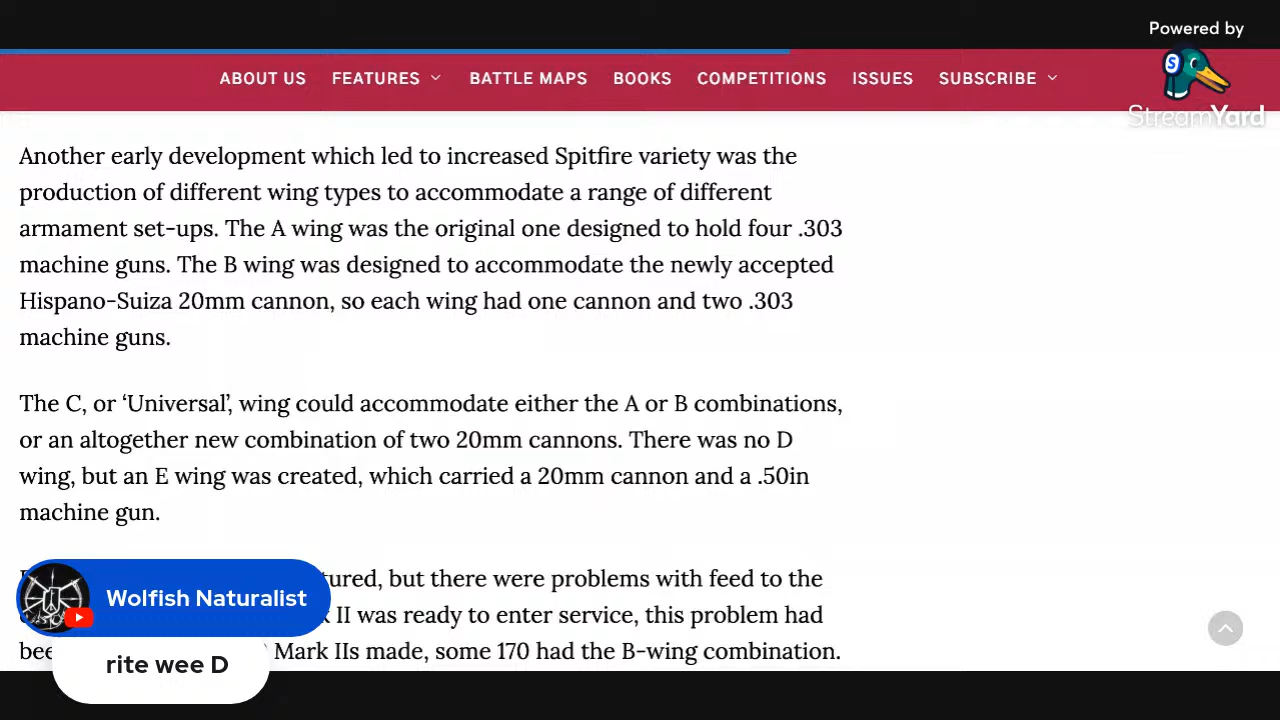 Powered by
StreamYard
ABOUT US FEATURES BATTLE MAPS BOOKS COMPETITIONS ISSUES SUBSCRIBE
Another early development which led to increased Spitfire variety was the
production of different wing types to accommodate a range of different
armament set-ups. The A wing was the original one designed to hold four .303
machine guns. The B wing was designed to accommodate the newly accepted
Hispano-Suiza 20mm cannon, so each wing had one cannon and two .303
machine guns.
The C, or ‘Universal’, wing could accommodate either the A or B combinations,
or an altogether new combination of two 20mm cannons. There was no D
wing, but an E wing was created, which carried a 20mm cannon and a .50in
machine gun.
but there were problems with feed to the
II was ready to enter service, this problem had
Mark IIs made, some 170 had the B-wing combination.
Wolfish Naturalist
rite wee D